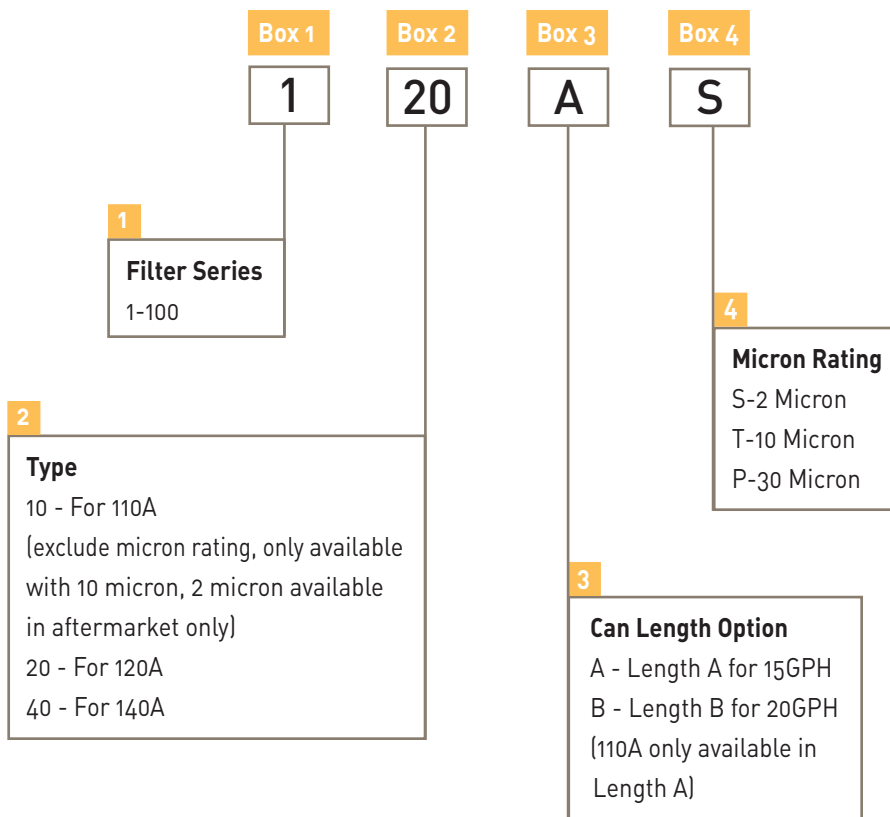 Box 1
Box 2
Box 3
Box 4
1
20
A
S
1
Filter Series
1-100
2
Type
10 - For 110A
(exclude micron rating, only available
with 10 micron, 2 micron available
in aftermarket only)
20 - For 120A
40 - For 140A
3
Can Length Option
A - Length A for 15GPH
B - Length B for 20GPH
(110A only available in
Length A)
4
Micron Rating
S-2 Micron
T-10 Micron
P-30 Micron